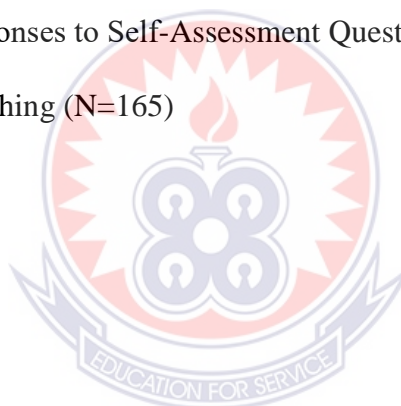 onses to Self-Assessment Quest
hing (N=165)
EDUCATION FOR SERVICE